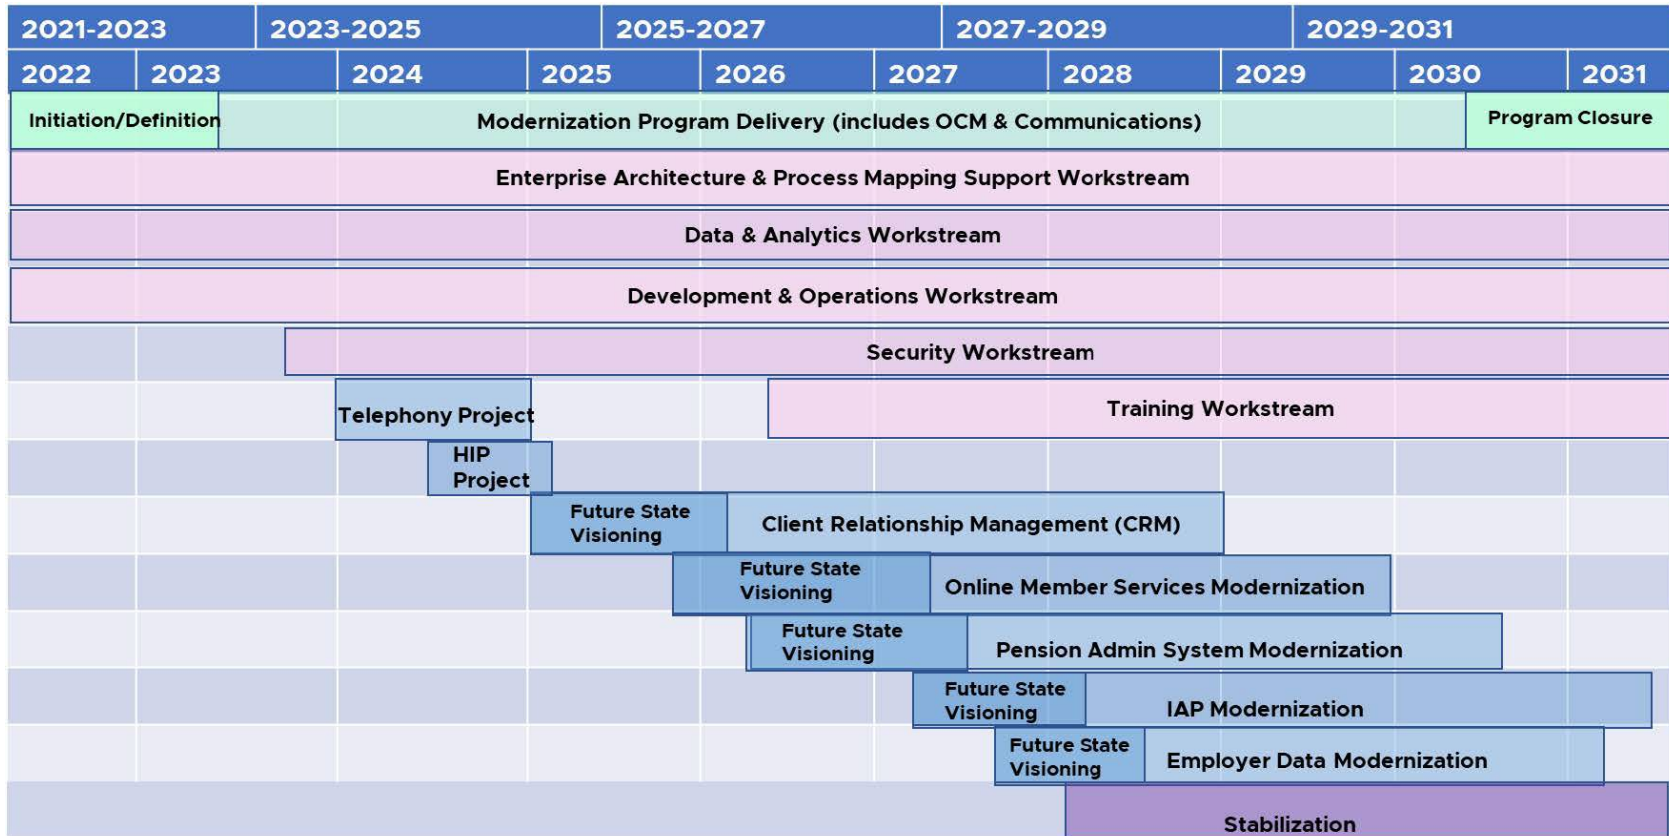 2021-2023 2023-2025 2025-2027 2027-2029 2029-2031
2022 2023 2024 2025 2026 2027 2028 2029 2030 2031
Initiation/Definition Modernization Program Delivery (includes OCM & Communications) Program Closure
Enterprise Architecture & Process Mapping Support Workstream
Data & Analytics Workstream
Development & Operations Workstream
Security Workstream
Telephony Project Training Workstream
HIP
Project
Future State
Visioning
Client Relationship Management (CRM)
Future State
Visioning
Online Member Services Modernization
Future State
Visioning
Pension Admin System Modernization
Future State
Visioning
IAP Modernization
Future State
Visioning
Employer Data Modernization
Stabilization